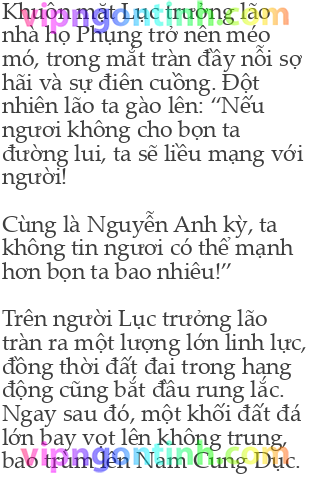 Khuôn mặt Lục trưởng lão
vipngontinh.com
nhà họ Phụng trở nên méo
mó, trong mắt tràn đầy nỗi sợ
hãi và sự điên cuồng. Đột
nhiên lão ta gào lên: “Nếu
ngươi không cho bọn ta
đường lui, ta sẽ liều mạng với
người!
Cùng là Nguyễn Anh kỳ, ta
không tin ngươi có thể mạnh
hơn bọn ta bao nhiêu!”
Trên người Lục trưởng lão
tràn ra một lượng lớn linh lực,
đồng thời đất đai trong hang
động cũng bắt đầu rung lắc.
Ngay sau đó, một khối đất đá
lớn bay vọt lên không trung,
vipngontinh.com
bao trùm lên Nam Cung Dục.